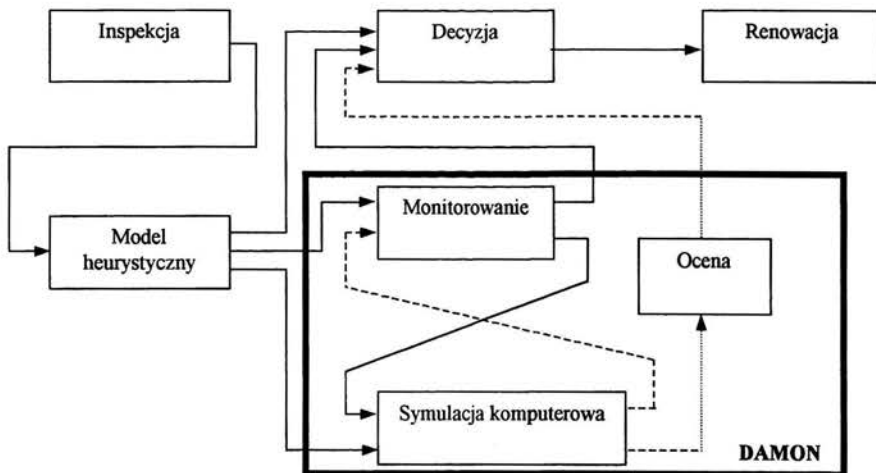 Inspekcja
Decyzja
Renowacja
Monitorowanie
Model
heurystyczny
Ocena
Symulacja komputerowa
DAMON